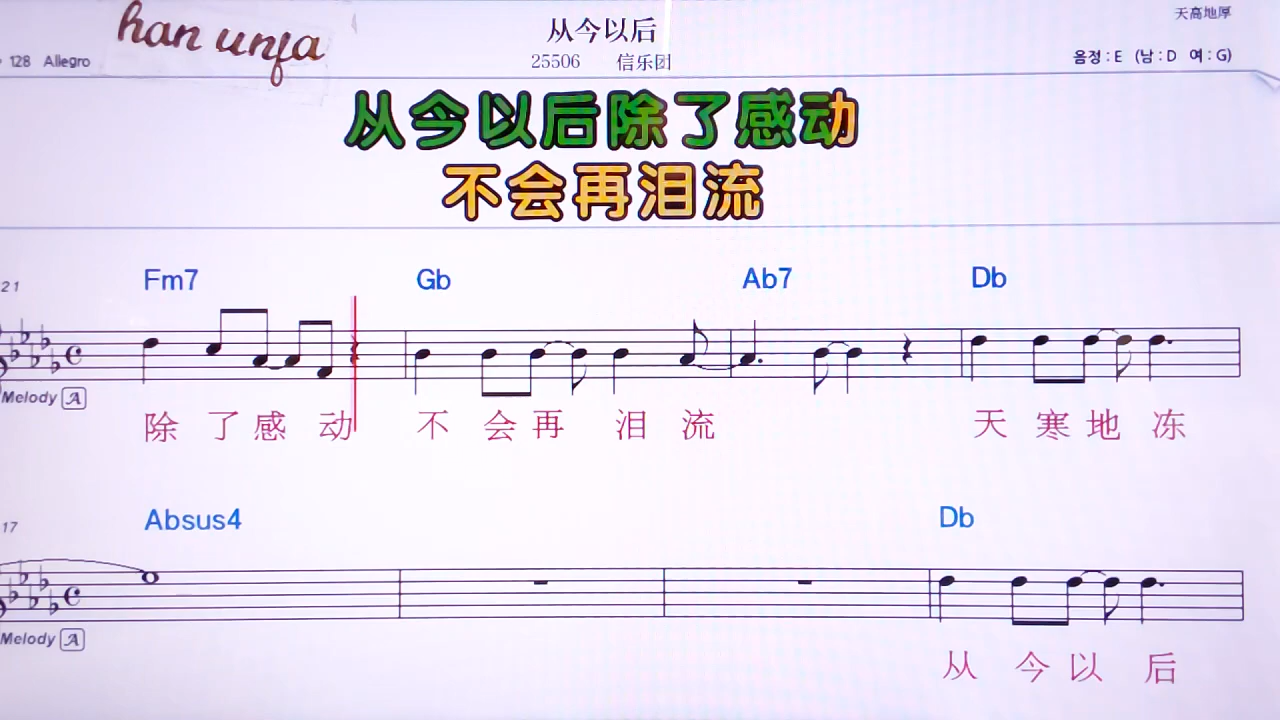 han unfa
从今以后
天高地厚
128 Allegro
25506 信乐团
음정 : E (남 : D 여 : G)
从今以后除了感动
不会再泪流
21 Fm7 Gb Ab7 Db
Melody A
除 了 感 动 不 会 再 泪 流 天 寒 地 冻
17 Absus4 Db
Melody A
从 今 以 后